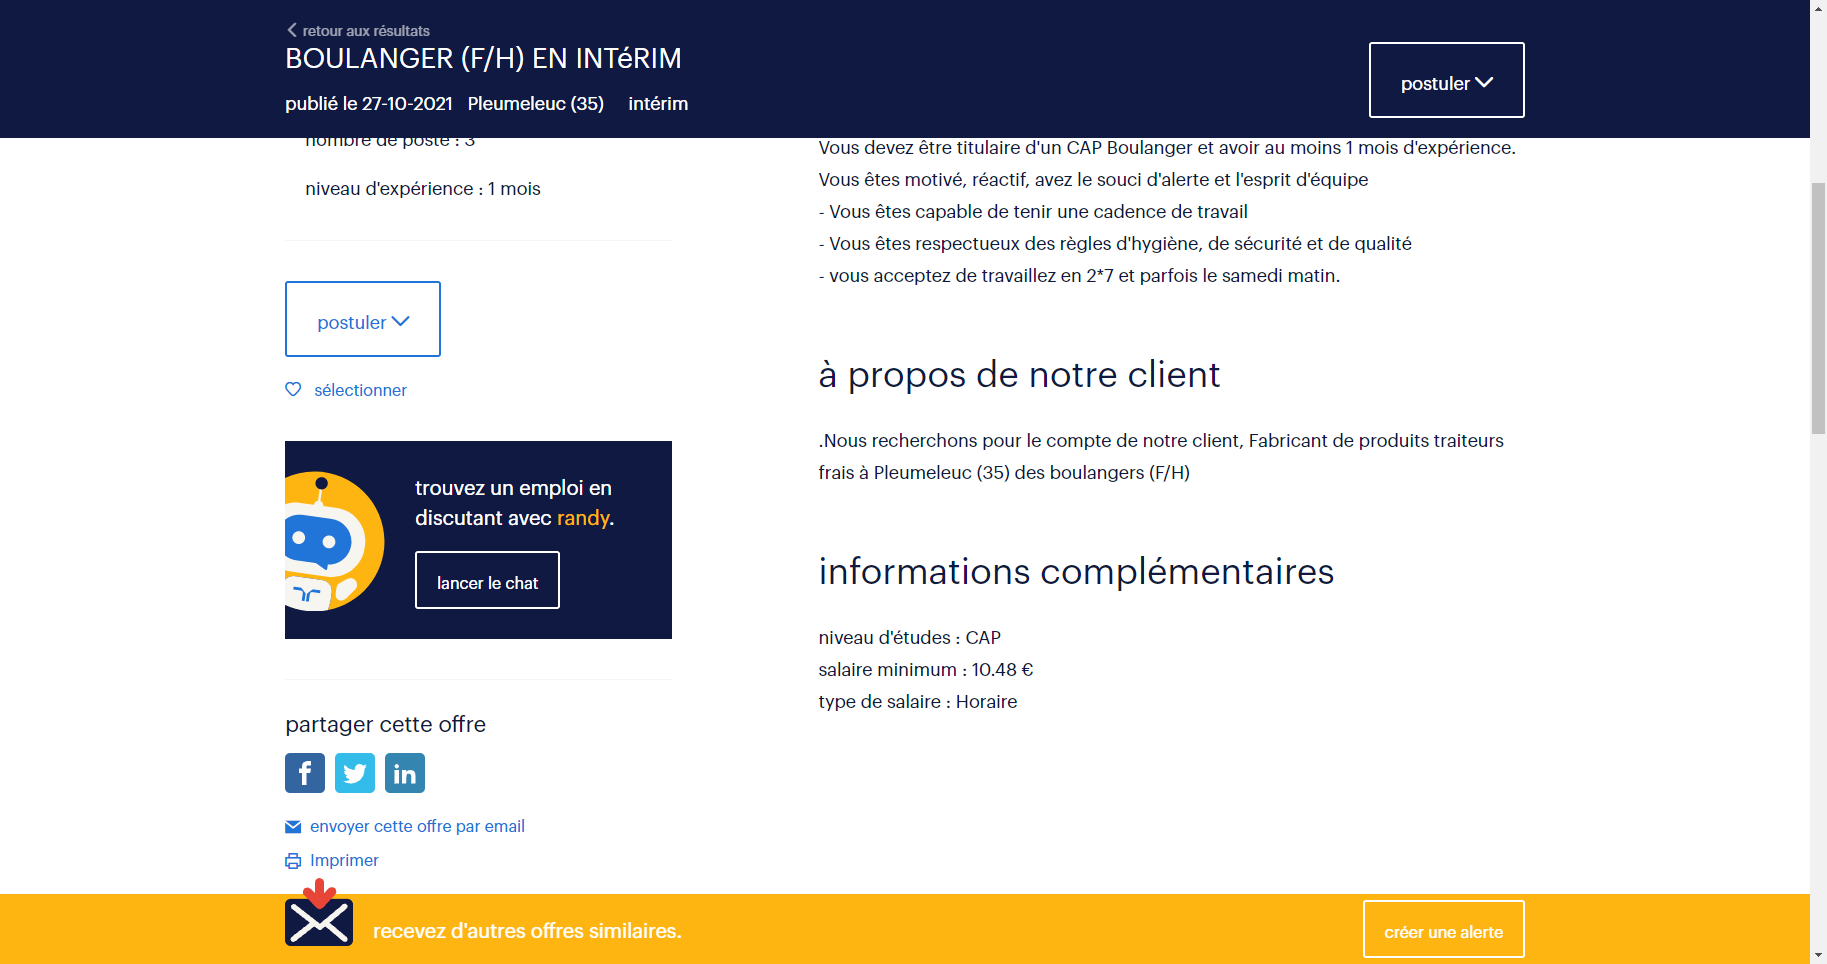 retour aux résultats
BOULANGER (F/H) EN INTéRIM
publié le 27-10-2021 Pleumeleuc (35) intérim
postuler
nombre de poste : 3
niveau d'expérience : 1 mois
postuler
sélectionner
trouvez un emploi en
discutant avec randy.
lancer le chat
partager cette offre
f
in
envoyer cette offre par email
Imprimer
Vous devez être titulaire d'un CAP Boulanger et avoir au moins 1 mois d'expérience.
Vous êtes motivé, réactif, avez le souci d'alerte et l'esprit d'équipe
- Vous êtes capable de tenir une cadence de travail
- Vous êtes respectueux des règles d'hygiène, de sécurité et de qualité
- vous acceptez de travaillez en 2*7 et parfois le samedi matin.
à propos de notre client
.Nous recherchons pour le compte de notre client, Fabricant de produits traiteurs
frais à Pleumeleuc (35) des boulangers (F/H)
informations complémentaires
niveau d'études : CAP
salaire minimum : 10.48 €
type de salaire : Horaire
recevez d'autres offres similaires.
créer une alerte